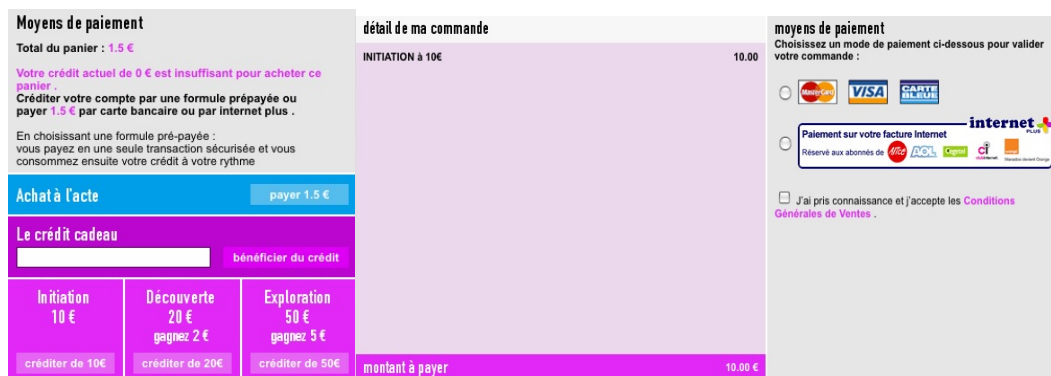 Moyens de paiement
Total du panier : 1.5 €
Votre crédit actuel de 0 € est insuffisant pour acheter ce
panier .
Créditer votre compte par une formule prépayée ou
payer 1.5 € par carte bancaire ou par internet plus .
En choisissant une formule pré-payée :
vous payez en une seule transaction sécurisée et vous
consommez ensuite votre crédit à votre rythme
Achat à l'acte
payer 1.5 €
Le crédit cadeau
bénéficier du crédit
Initiation
10 €
créditer de 10€
Découverte
20 €
gagnez 2 €
créditer de 20€
Exploration
50 €
gagnez 5 €
créditer de 50€
détail de ma commande
INITIATION à 10€ 10.00
montant à payer 10.00 €
moyens de paiement
Choisissez un mode de paiement ci-dessous pour valider
votre commande :
MasterCard VISA CARTE BLEUE
internet PLUS
Paiement sur votre facture Internet
Réservé aux abonnés de Alice AOL Cegetel ci clubinternet orange
J'ai pris connaissance et j'accepte les Conditions
Générales de Ventes .